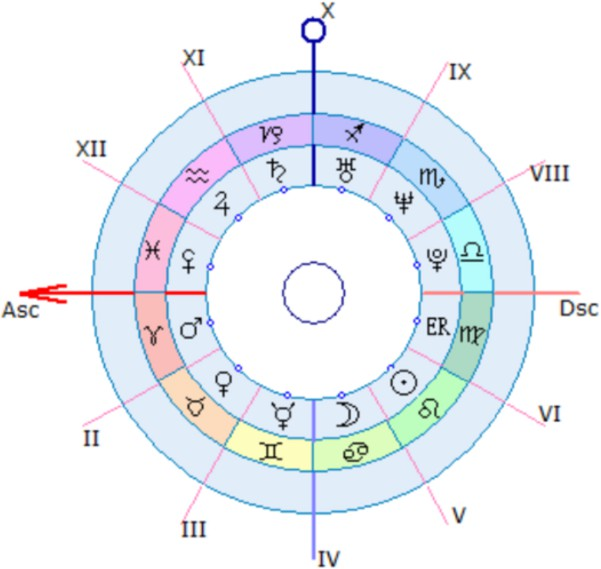 X
XI
IX
♑ ♐
XII
♒ ♄ ♅ ♏
VIII
♃ ♆
♓ ♀ ♇ ♎
Asc
Dsc
♈ ♂ ER ♍
♀ ☉
II
♉ ☿ ☽ ♌
VI
♊ ♋
III
V
IV